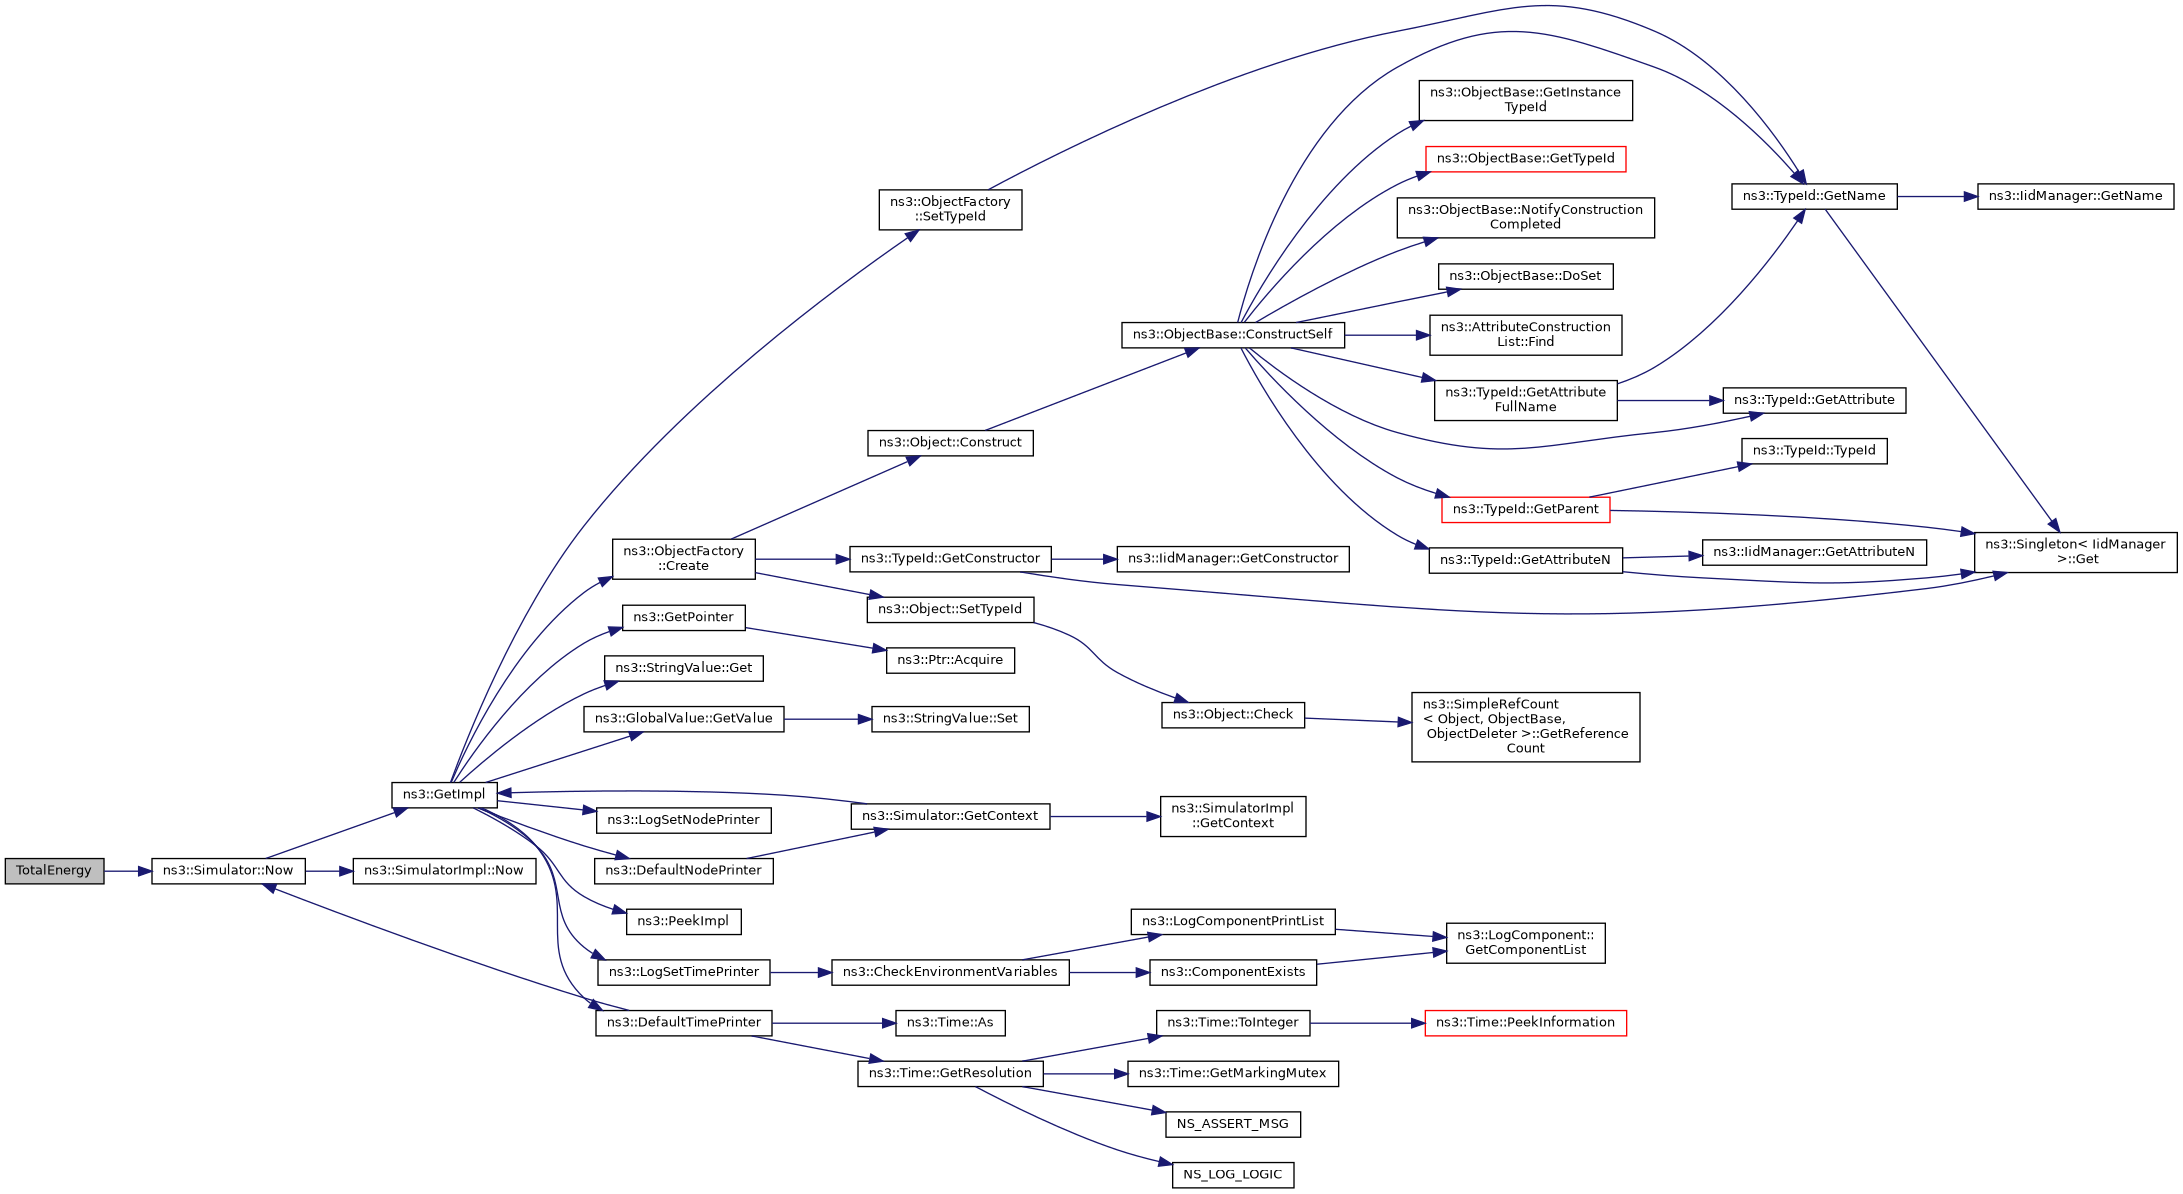 TotalEnergy
ns3::Simulator::Now
ns3::GetImpl
ns3::SimulatorImpl::Now
ns3::ObjectFactory
::SetTypeId
ns3::ObjectFactory
::Create
ns3::GetPointer
ns3::StringValue::Get
ns3::GlobalValue::GetValue
ns3::LogSetNodePrinter
ns3::DefaultNodePrinter
ns3::PeekImpl
ns3::LogSetTimePrinter
ns3::DefaultTimePrinter
ns3::Object::Construct
ns3::TypeId::GetConstructor
ns3::Object::SetTypeId
ns3::Ptr::Acquire
ns3::StringValue::Set
ns3::Simulator::GetContext
ns3::CheckEnvironmentVariables
ns3::Time::As
ns3::Time::GetResolution
ns3::ObjectBase::ConstructSelf
ns3::IidManager::GetConstructor
ns3::Object::Check
ns3::SimulatorImpl
::GetContext
ns3::LogComponentPrintList
ns3::ComponentExists
ns3::Time::ToInteger
ns3::Time::GetMarkingMutex
NS_ASSERT_MSG
NS_LOG_LOGIC
ns3::ObjectBase::GetInstance
TypeId
ns3::ObjectBase::GetTypeId
ns3::ObjectBase::NotifyConstruction
Completed
ns3::ObjectBase::DoSet
ns3::AttributeConstruction
List::Find
ns3::TypeId::GetAttribute
FullName
ns3::TypeId::GetParent
ns3::TypeId::GetAttributeN
ns3::SimpleRefCount
< Object, ObjectBase,
ObjectDeleter >::GetReference
Count
ns3::LogComponent::
GetComponentList
ns3::Time::PeekInformation
ns3::TypeId::GetName
ns3::TypeId::GetAttribute
ns3::TypeId::TypeId
ns3::IidManager::GetAttributeN
ns3::IidManager::GetName
ns3::Singleton< IidManager
>::Get